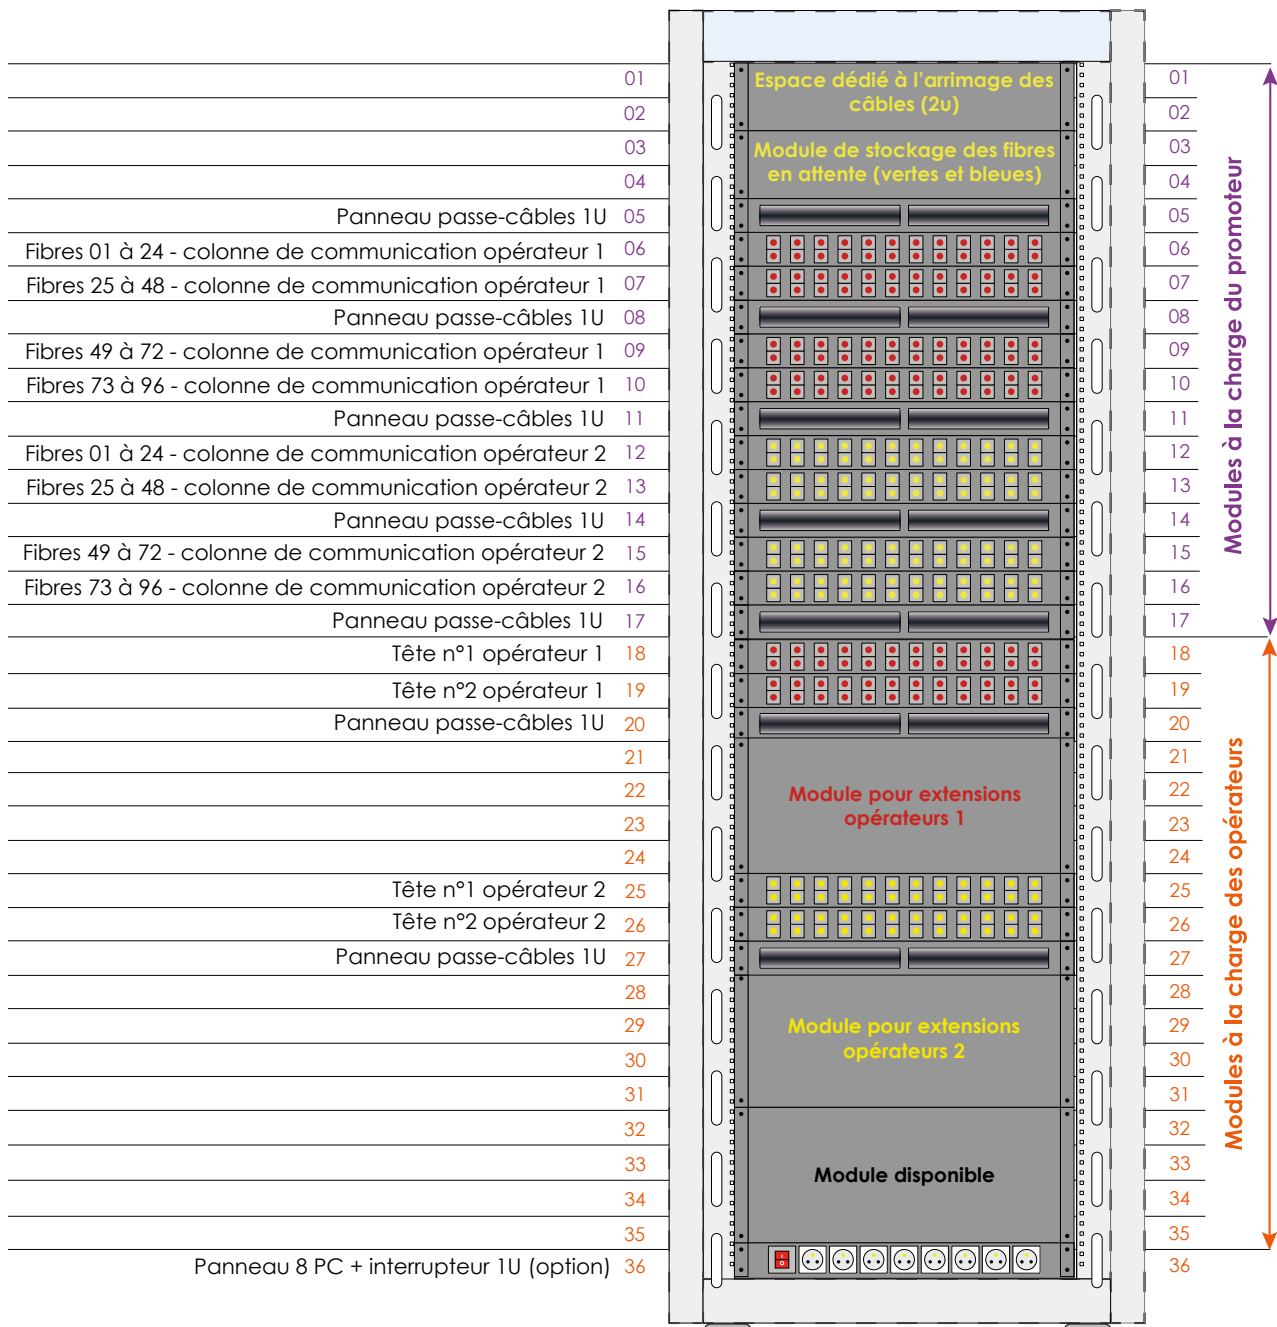 01 Espace dédié à l'arrimage des 01
02 câbles (2u) 02
03 Module de stockage des fibres 03
04 en attente (vertes et bleues) 04
Panneau passe-câbles 1U 05 05
Fibres 01 à 24 - colonne de communication opérateur 1 06 06
Fibres 25 à 48 - colonne de communication opérateur 1 07 07
Panneau passe-câbles 1U 08 08
Fibres 49 à 72 - colonne de communication opérateur 1 09 09
Fibres 73 à 96 - colonne de communication opérateur 1 10 10
Panneau passe-câbles 1U 11 11
Fibres 01 à 24 - colonne de communication opérateur 2 12 12
Fibres 25 à 48 - colonne de communication opérateur 2 13 13
Panneau passe-câbles 1U 14 14
Fibres 49 à 72 - colonne de communication opérateur 2 15 15
Fibres 73 à 96 - colonne de communication opérateur 2 16 16
Panneau passe-câbles 1U 17 17
Modules à la charge du promoteur
Tête n°1 opérateur 1 18 18
Tête n°2 opérateur 1 19 19
Panneau passe-câbles 1U 20 20
21 21
22 Module pour extensions 22
23 opérateurs 1 23
24 24
Tête n°1 opérateur 2 25 25
Tête n°2 opérateur 2 26 26
Panneau passe-câbles 1U 27 27
28 28
29 Module pour extensions 29
30 opérateurs 2 30
31 31
32 32
33 Module disponible 33
34 34
35 35
Modules à la charge des opérateurs
Panneau 8 PC + interrupteur 1U (option) 36 I O 36